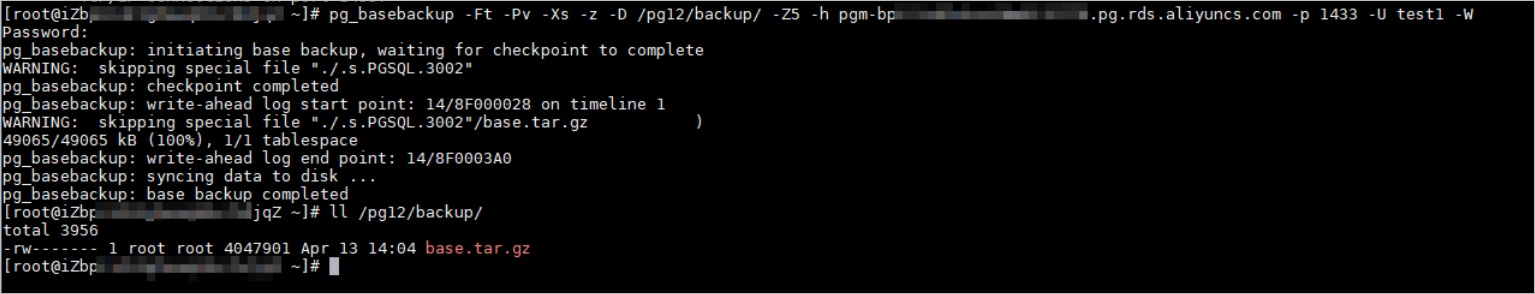 [root@iZb jqZ ~]# pg_basebackup -Ft -Pv -Xs -z -D /pg12/backup/ -Z5 -h pgm-bp .pg.rds.aliyuncs.com -p 1433 -U test1 -W
Password:
pg_basebackup: initiating base backup, waiting for checkpoint to complete
WARNING:  skipping special file "./.s.PGSQL.3002"
pg_basebackup: checkpoint completed
pg_basebackup: write-ahead log start point: 14/8F000028 on timeline 1
WARNING:  skipping special file "./.s.PGSQL.3002"/base.tar.gz             )
49065/49065 kB (100%), 1/1 tablespace
pg_basebackup: write-ahead log end point: 14/8F0003A0
pg_basebackup: syncing data to disk ...
pg_basebackup: base backup completed
[root@iZbp jqZ ~]# ll /pg12/backup/
total 3956
-rw------- 1 root root 4047901 Apr 13 14:04 base.tar.gz
[root@iZbp ~]#